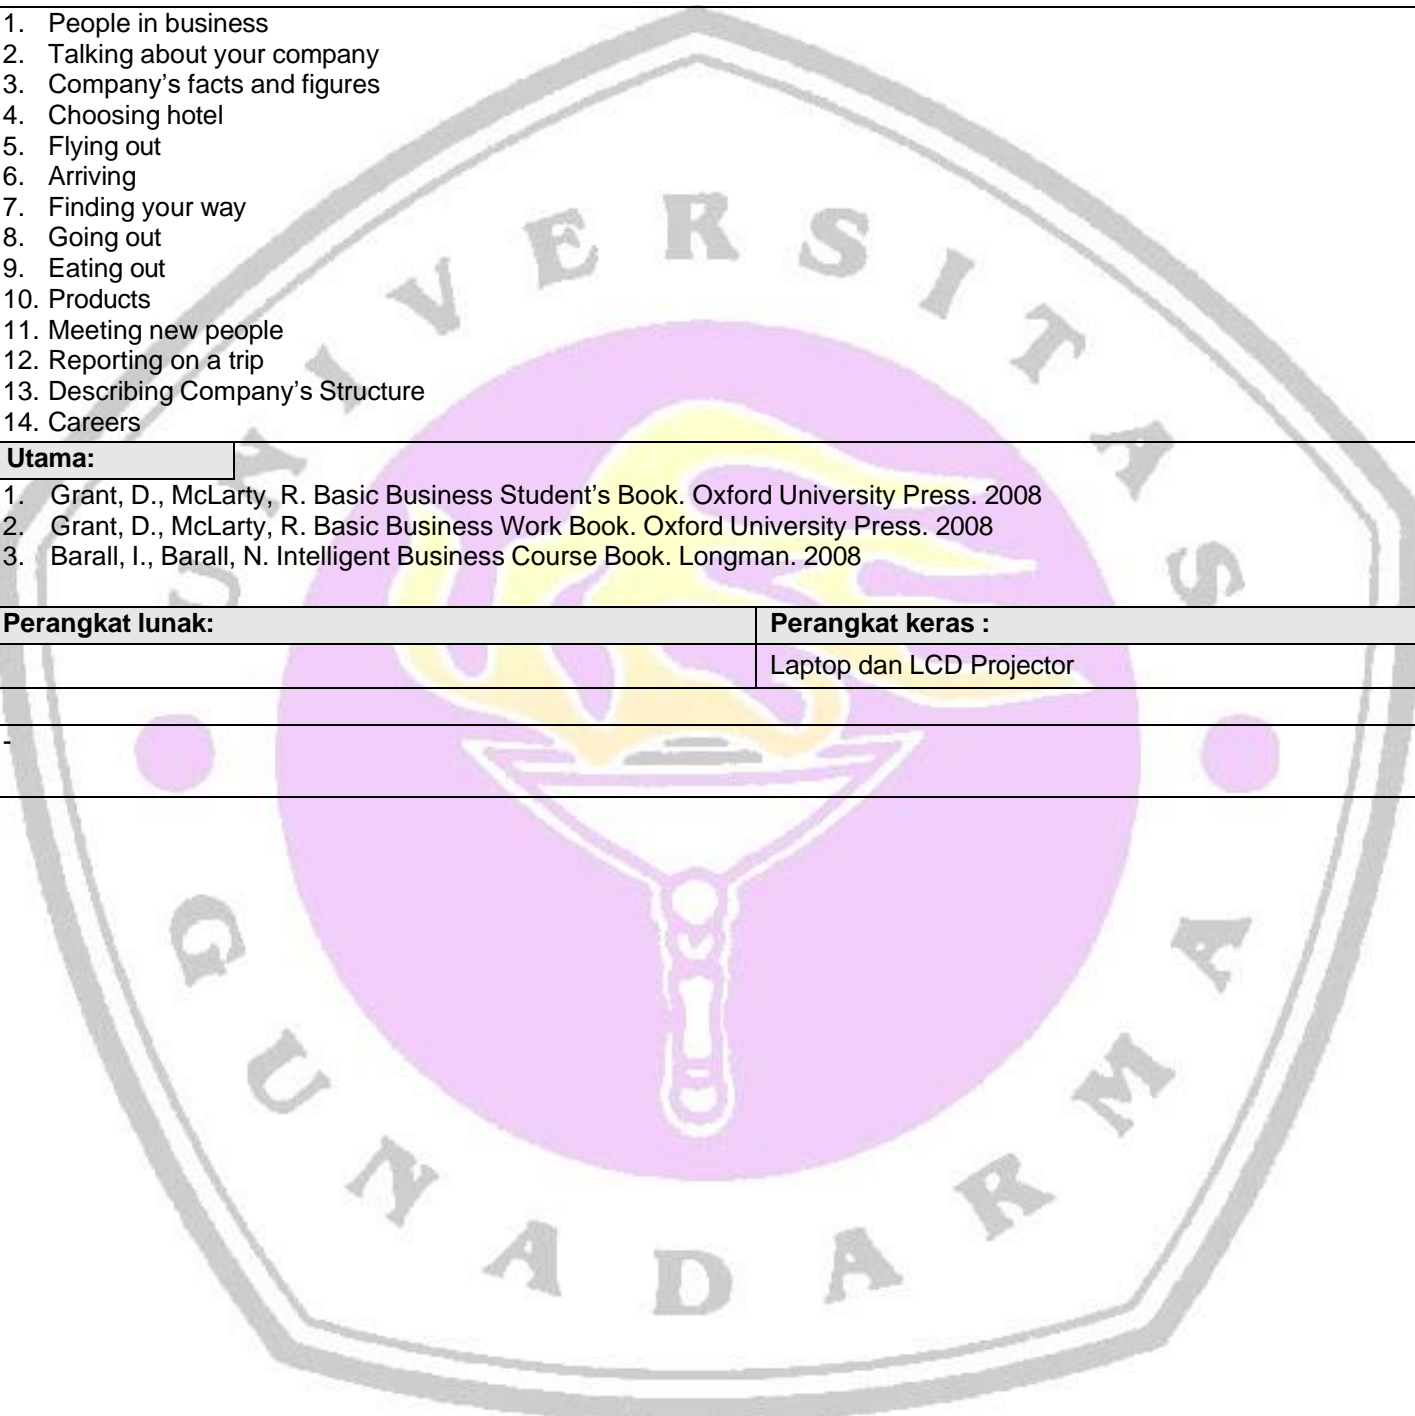 1. People in business
2. Talking about your company
3. Company’s facts and figures
4. Choosing hotel
5. Flying out
6. Arriving
7. Finding your way
8. Going out
9. Eating out
10. Products
11. Meeting new people
12. Reporting on a trip
13. Describing Company’s Structure
14. Careers
Utama:
1. Grant, D., McLarty, R. Basic Business Student’s Book. Oxford University Press. 2008
2. Grant, D., McLarty, R. Basic Business Work Book. Oxford University Press. 2008
3. Barall, I., Barall, N. Intelligent Business Course Book. Longman. 2008
Perangkat lunak: Perangkat keras :
Laptop dan LCD Projector
-
UNIVERSITAS
GUNADARMA